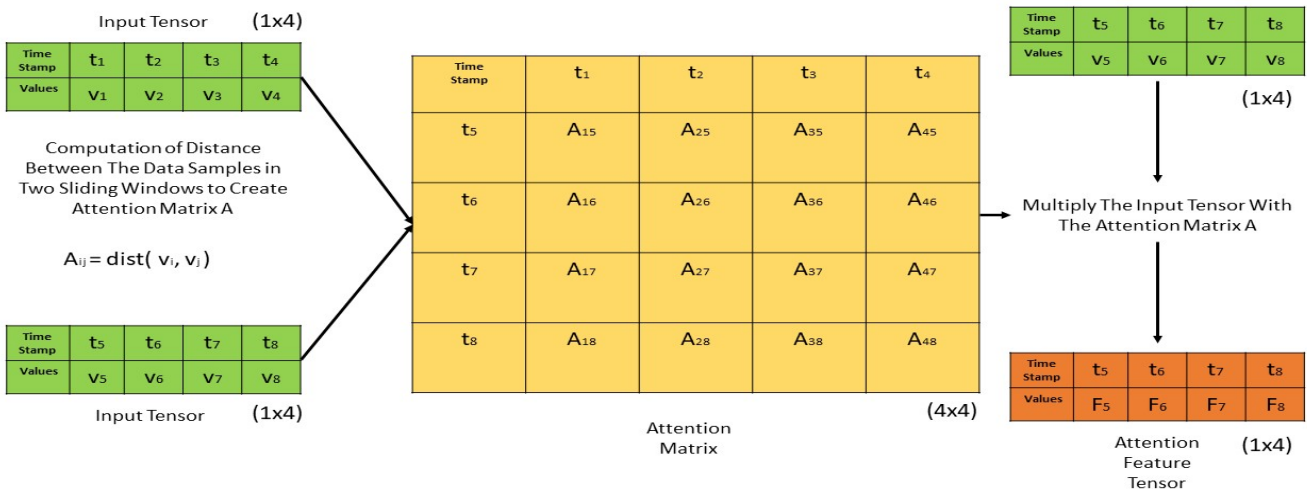 Input Tensor (1x4)
Time Stamp t1 t2 t3 t4
Values v1 v2 v3 v4
Computation of Distance
Between The Data Samples in
Two Sliding Windows to Create
Attention Matrix A
Aij = dist( vi, vj )
Time Stamp t5 t6 t7 t8
Values v5 v6 v7 v8
Input Tensor (1x4)
Time Stamp t1 t2 t3 t4
t5 A15 A25 A35 A45
t6 A16 A26 A36 A46
t7 A17 A27 A37 A47
t8 A18 A28 A38 A48
(4x4)
Attention
Matrix
Time Stamp t5 t6 t7 t8
Values v5 v6 v7 v8
(1x4)
Multiply The Input Tensor With
The Attention Matrix A
Time Stamp t5 t6 t7 t8
Values F5 F6 F7 F8
Attention (1x4)
Feature
Tensor